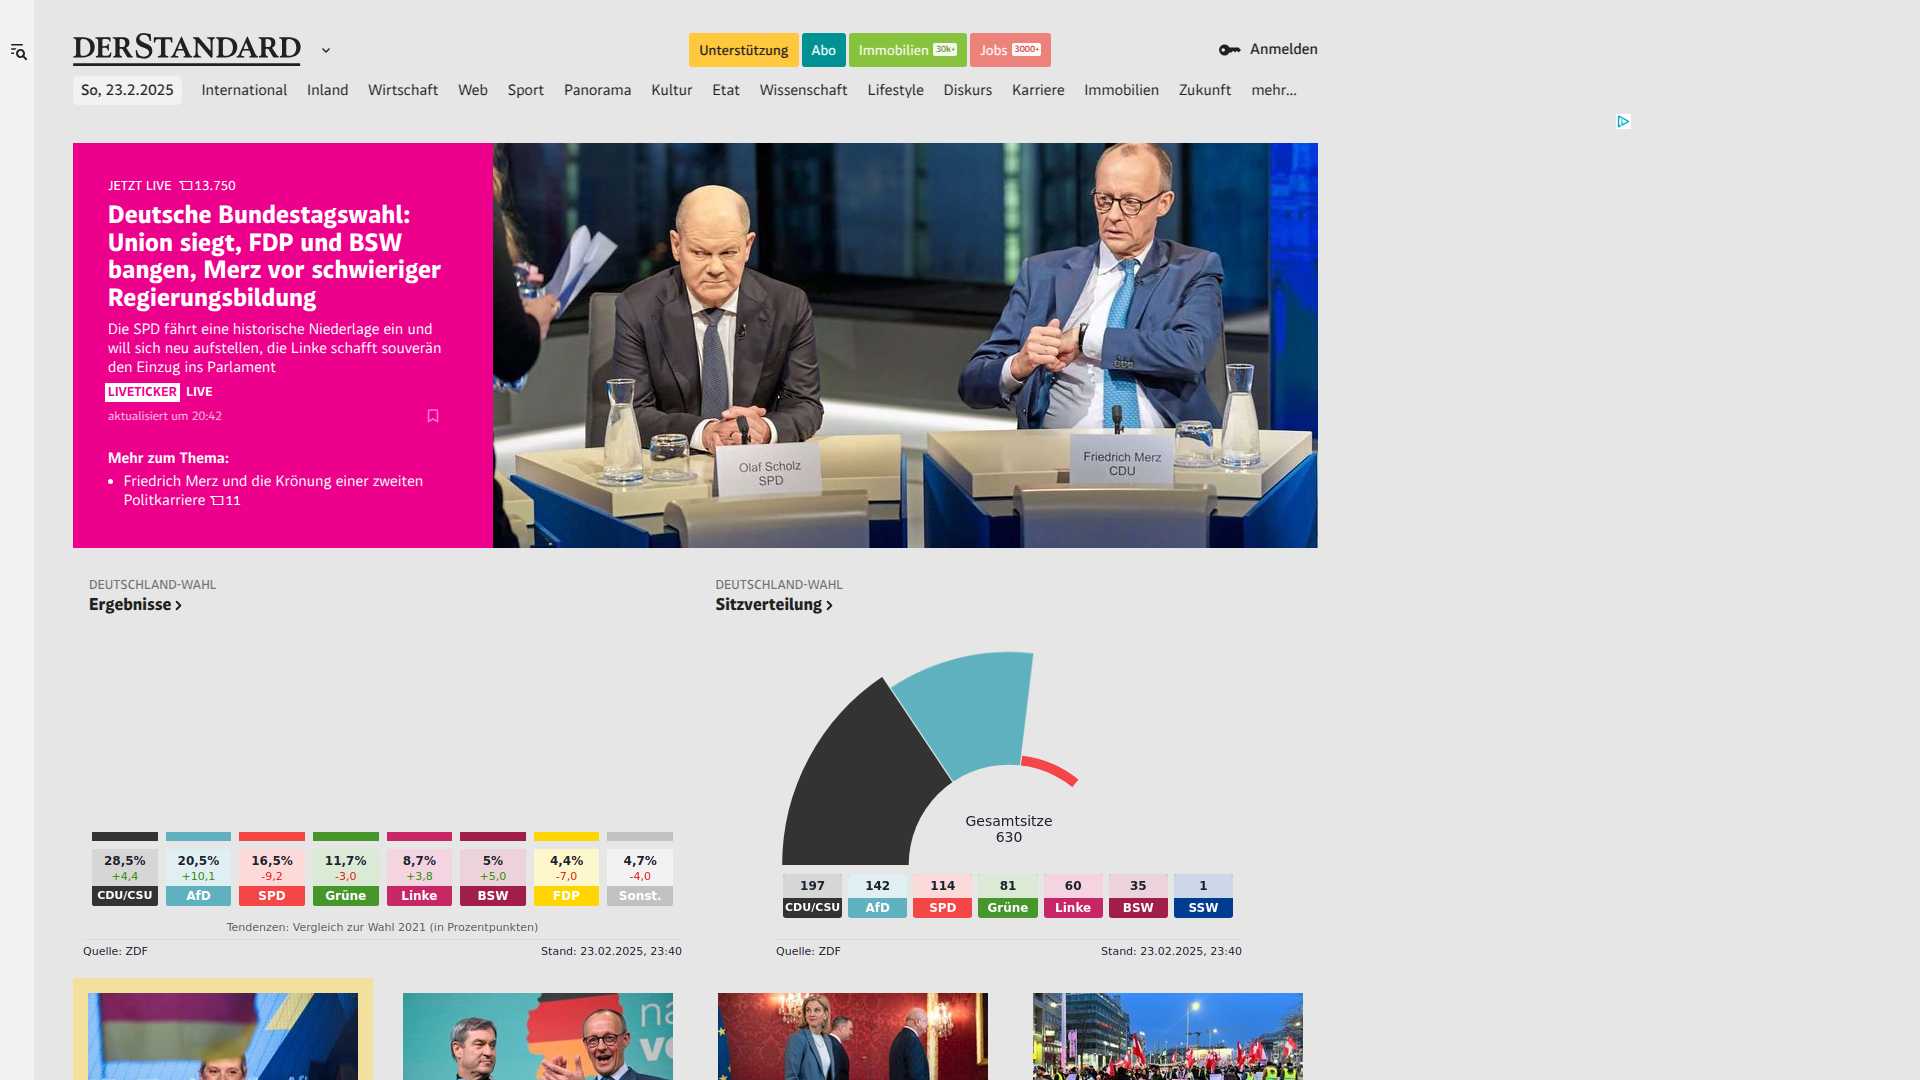 DERSTANDARD
Unterstützung
Abo
Immobilien 30k+
Jobs 3000+
Anmelden
So, 23.2.2025
International
Inland
Wirtschaft
Web
Sport
Panorama
Kultur
Etat
Wissenschaft
Lifestyle
Diskurs
Karriere
Immobilien
Zukunft
mehr...
JETZT LIVE 13.750
Deutsche Bundestagswahl:
Union siegt, FDP und BSW
bangen, Merz vor schwieriger
Regierungsbildung
Die SPD fährt eine historische Niederlage ein und
will sich neu aufstellen, die Linke schafft souverän
den Einzug ins Parlament
LIVETICKER LIVE
aktualisiert um 20:42
Mehr zum Thema:
• Friedrich Merz und die Krönung einer zweiten
Politkarriere 11
Olaf Scholz
SPD
Friedrich Merz
CDU
DEUTSCHLAND-WAHL
Ergebnisse
28,5% 20,5% 16,5% 11,7% 8,7% 5% 4,4% 4,7%
+4,4 +10,1 -9,2 -3,0 +3,8 +5,0 -7,0 -4,0
CDU/CSU AfD SPD Grüne Linke BSW FDP Sonst.
Tendenzen: Vergleich zur Wahl 2021 (in Prozentpunkten)
Quelle: ZDF
Stand: 23.02.2025, 23:40
DEUTSCHLAND-WAHL
Sitzverteilung
Gesamtsitze
630
197 142 114 81 60 35 1
CDU/CSU AfD SPD Grüne Linke BSW SSW
Quelle: ZDF
Stand: 23.02.2025, 23:40